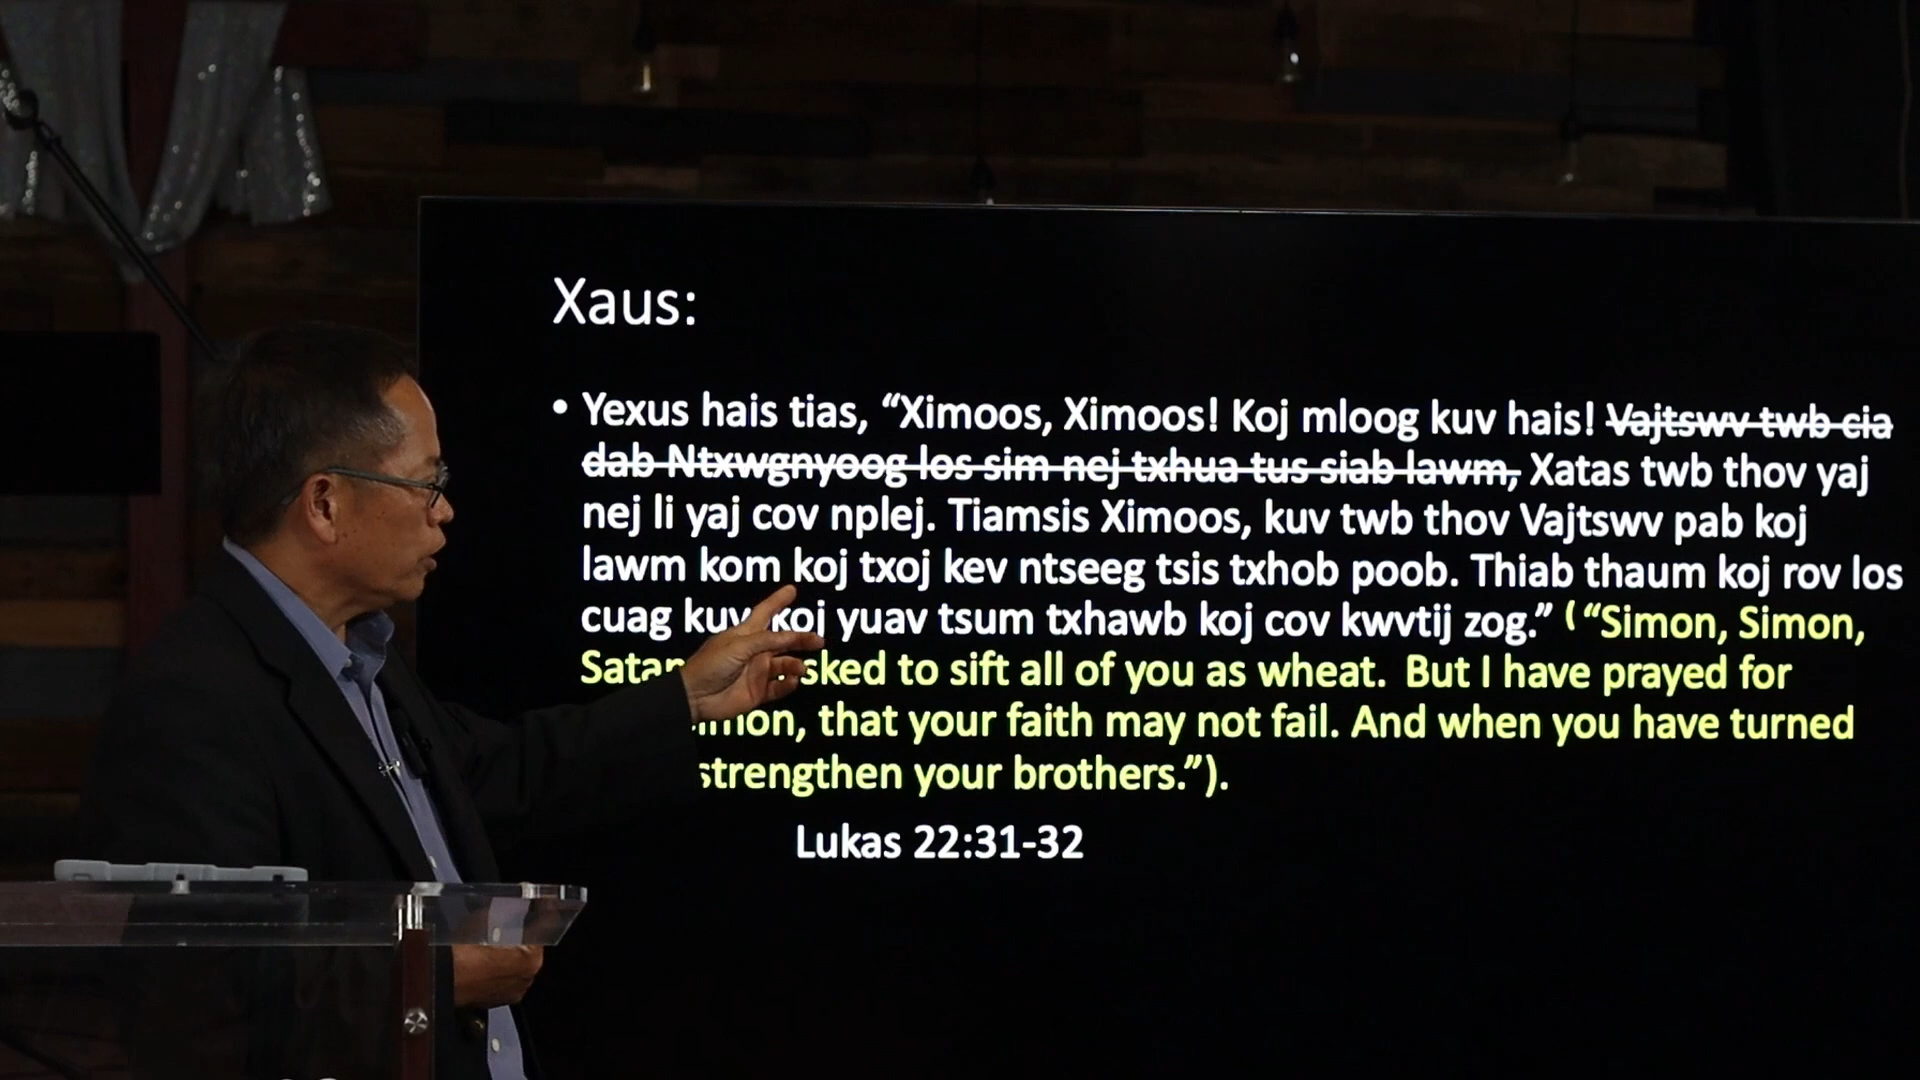 Xaus:
• Yexus hais tias, “Ximoos, Ximoos! Koj mloog kuv hais! Vajtswv twb cia
dab Ntxwgnyoog los sim nej txhua tus siab lawm, Xatas twb thov yaj
nej li yaj cov nplej. Tiamsis Ximoos, kuv twb thov Vajtswv pab koj
lawm kom koj txoj kev ntseeg tsis txhob poob. Thiab thaum koj rov los
cuag kuv koj yuav tsum txhawb koj cov kwvtij zog.” (“Simon, Simon,
to sift all of you as wheat. But I have prayed for
that your faith may not fail. And when you have turned
strengthen your brothers.”).
Lukas 22:31-32